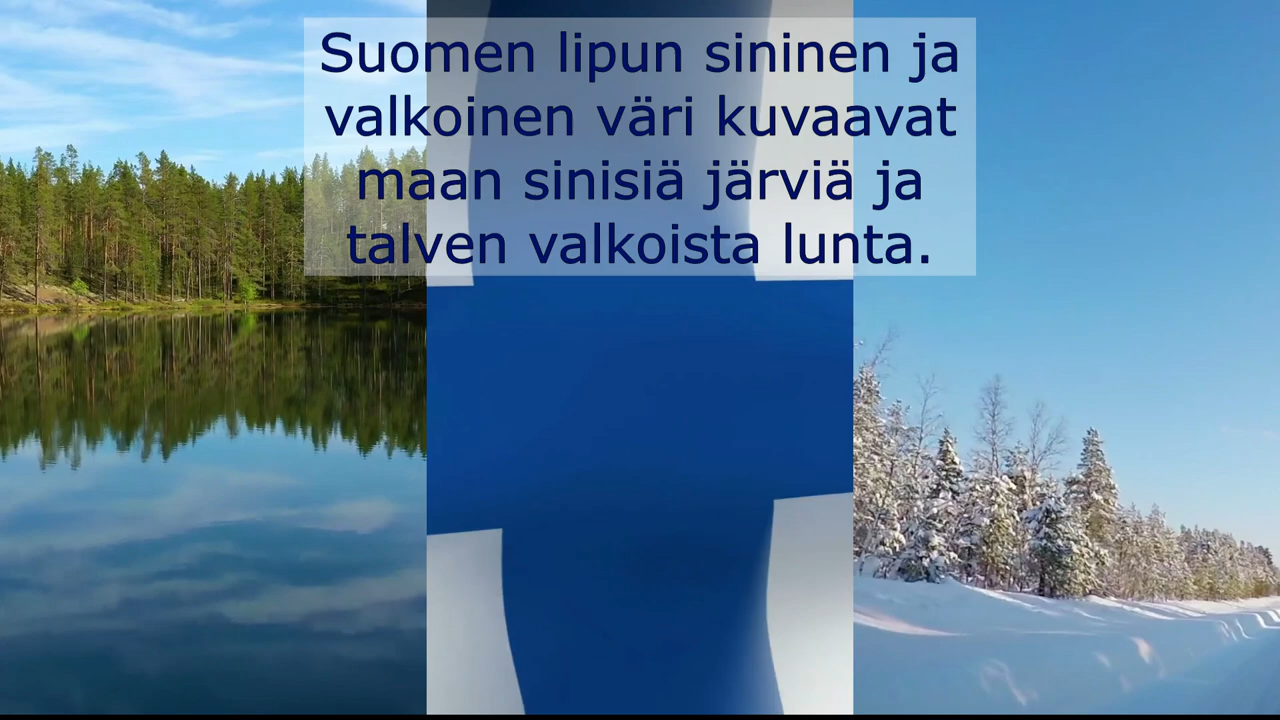 Suomen lipun sininen ja
valkoinen väri kuvaavat
maan sinisiä järviä ja
talven valkoista lunta.